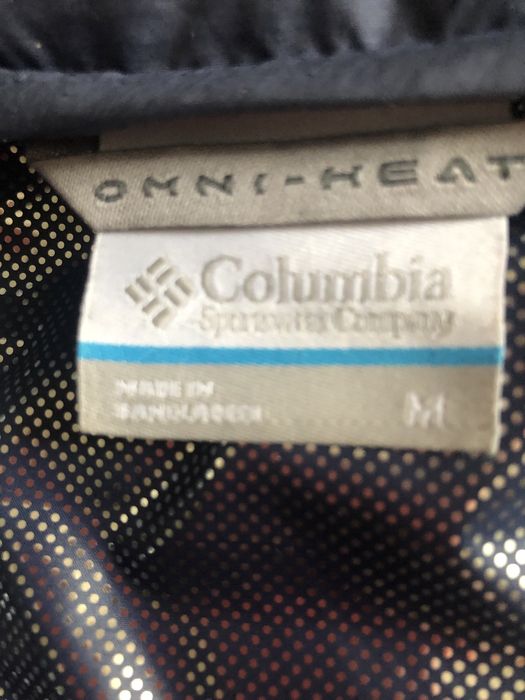 OMNI-HEAT
Columbia
Sportswear Company
MADE IN
BANGLADESH
M